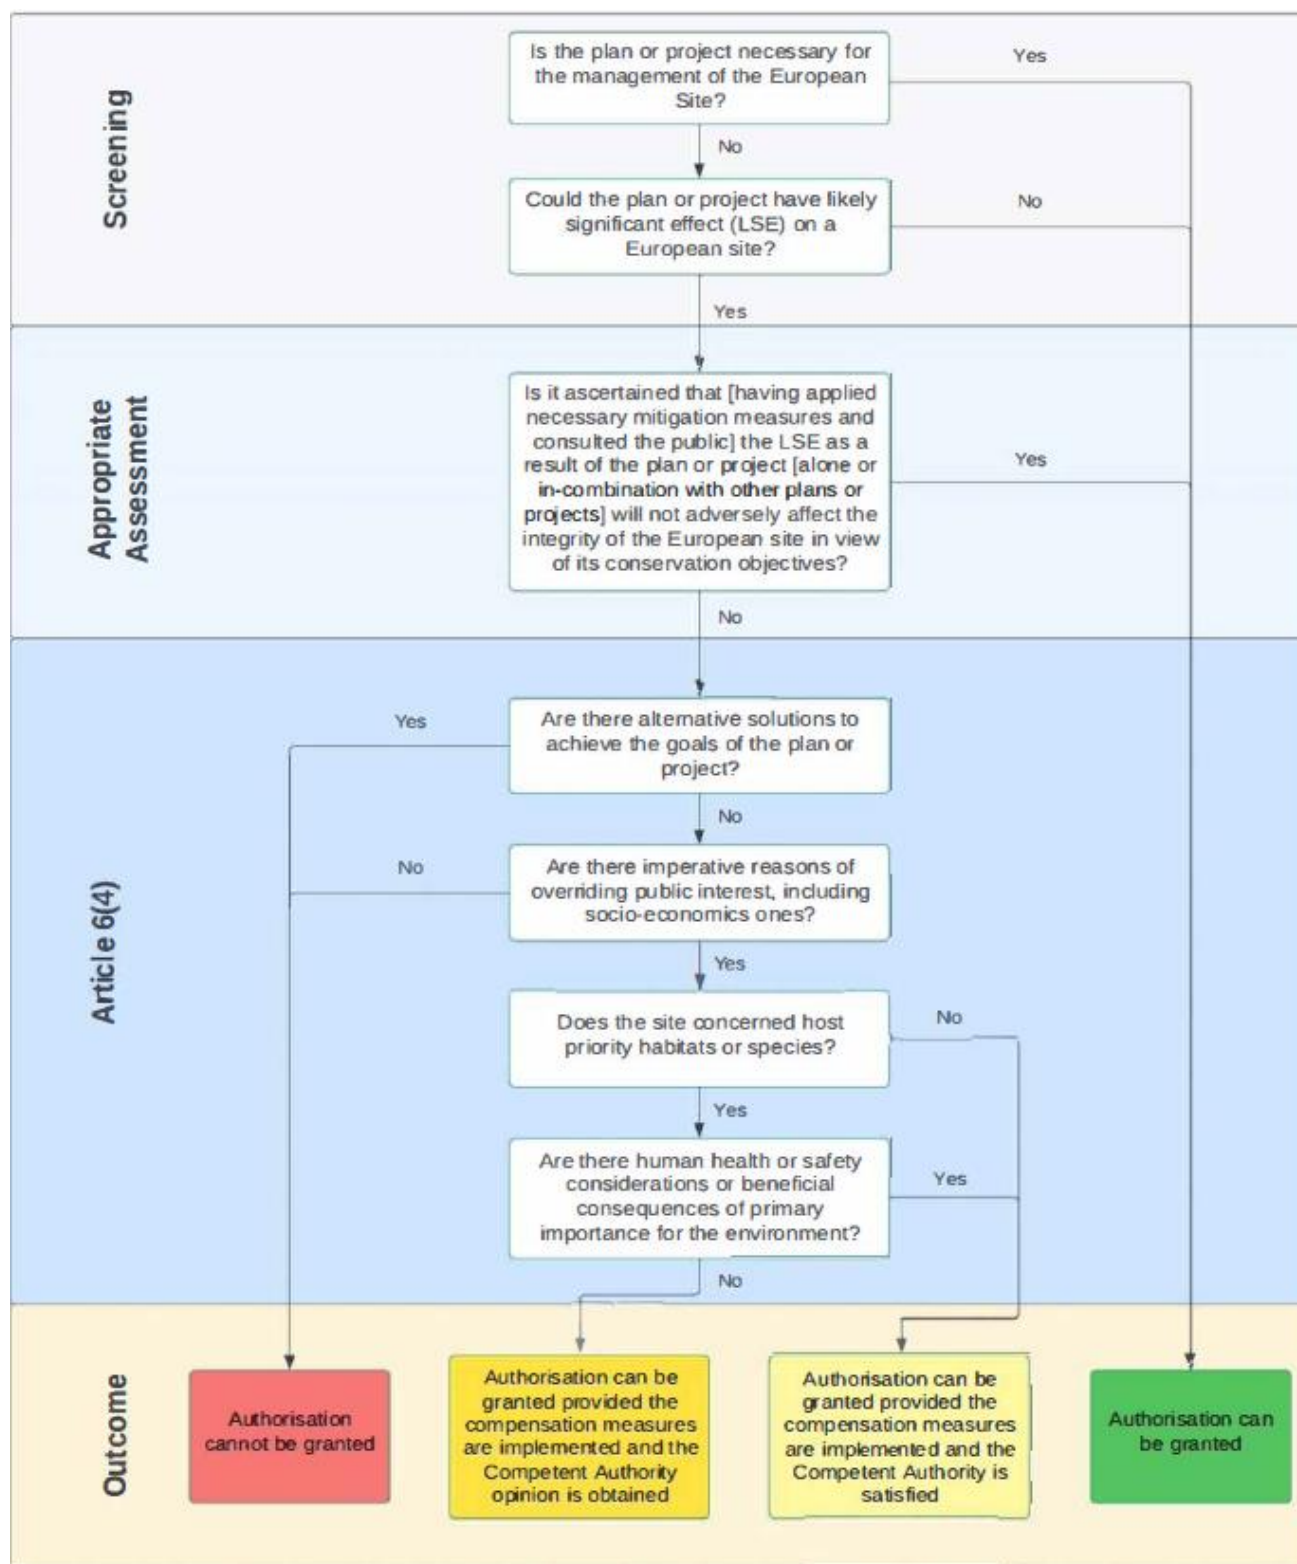 Screening
Is the plan or project necessary for
the management of the European
Site?
Yes
No
Could the plan or project have likely
significant effect (LSE) on a
European site?
No
Yes
Appropriate
Assessment
Is it ascertained that [having applied
necessary mitigation measures and
consulted the public] the LSE as a
result of the plan or project [alone or
in-combination with other plans or
projects] will not adversely affect the
integrity of the European site in view
of its conservation objectives?
Yes
No
Article 6(4)
Are there alternative solutions to
achieve the goals of the plan or
project?
Yes
No
Are there imperative reasons of
overriding public interest, including
socio-economics ones?
No
Yes
Does the site concerned host
priority habitats or species?
No
Yes
Are there human health or safety
considerations or beneficial
consequences of primary
importance for the environment?
Yes
No
Outcome
Authorisation
cannot be granted
Authorisation can be
granted provided the
compensation measures
are implemented and the
Competent Authority
opinion is obtained
Authorisation can be
granted provided the
compensation measures
are implemented and the
Competent Authority is
satisfied
Authorisation can
be granted